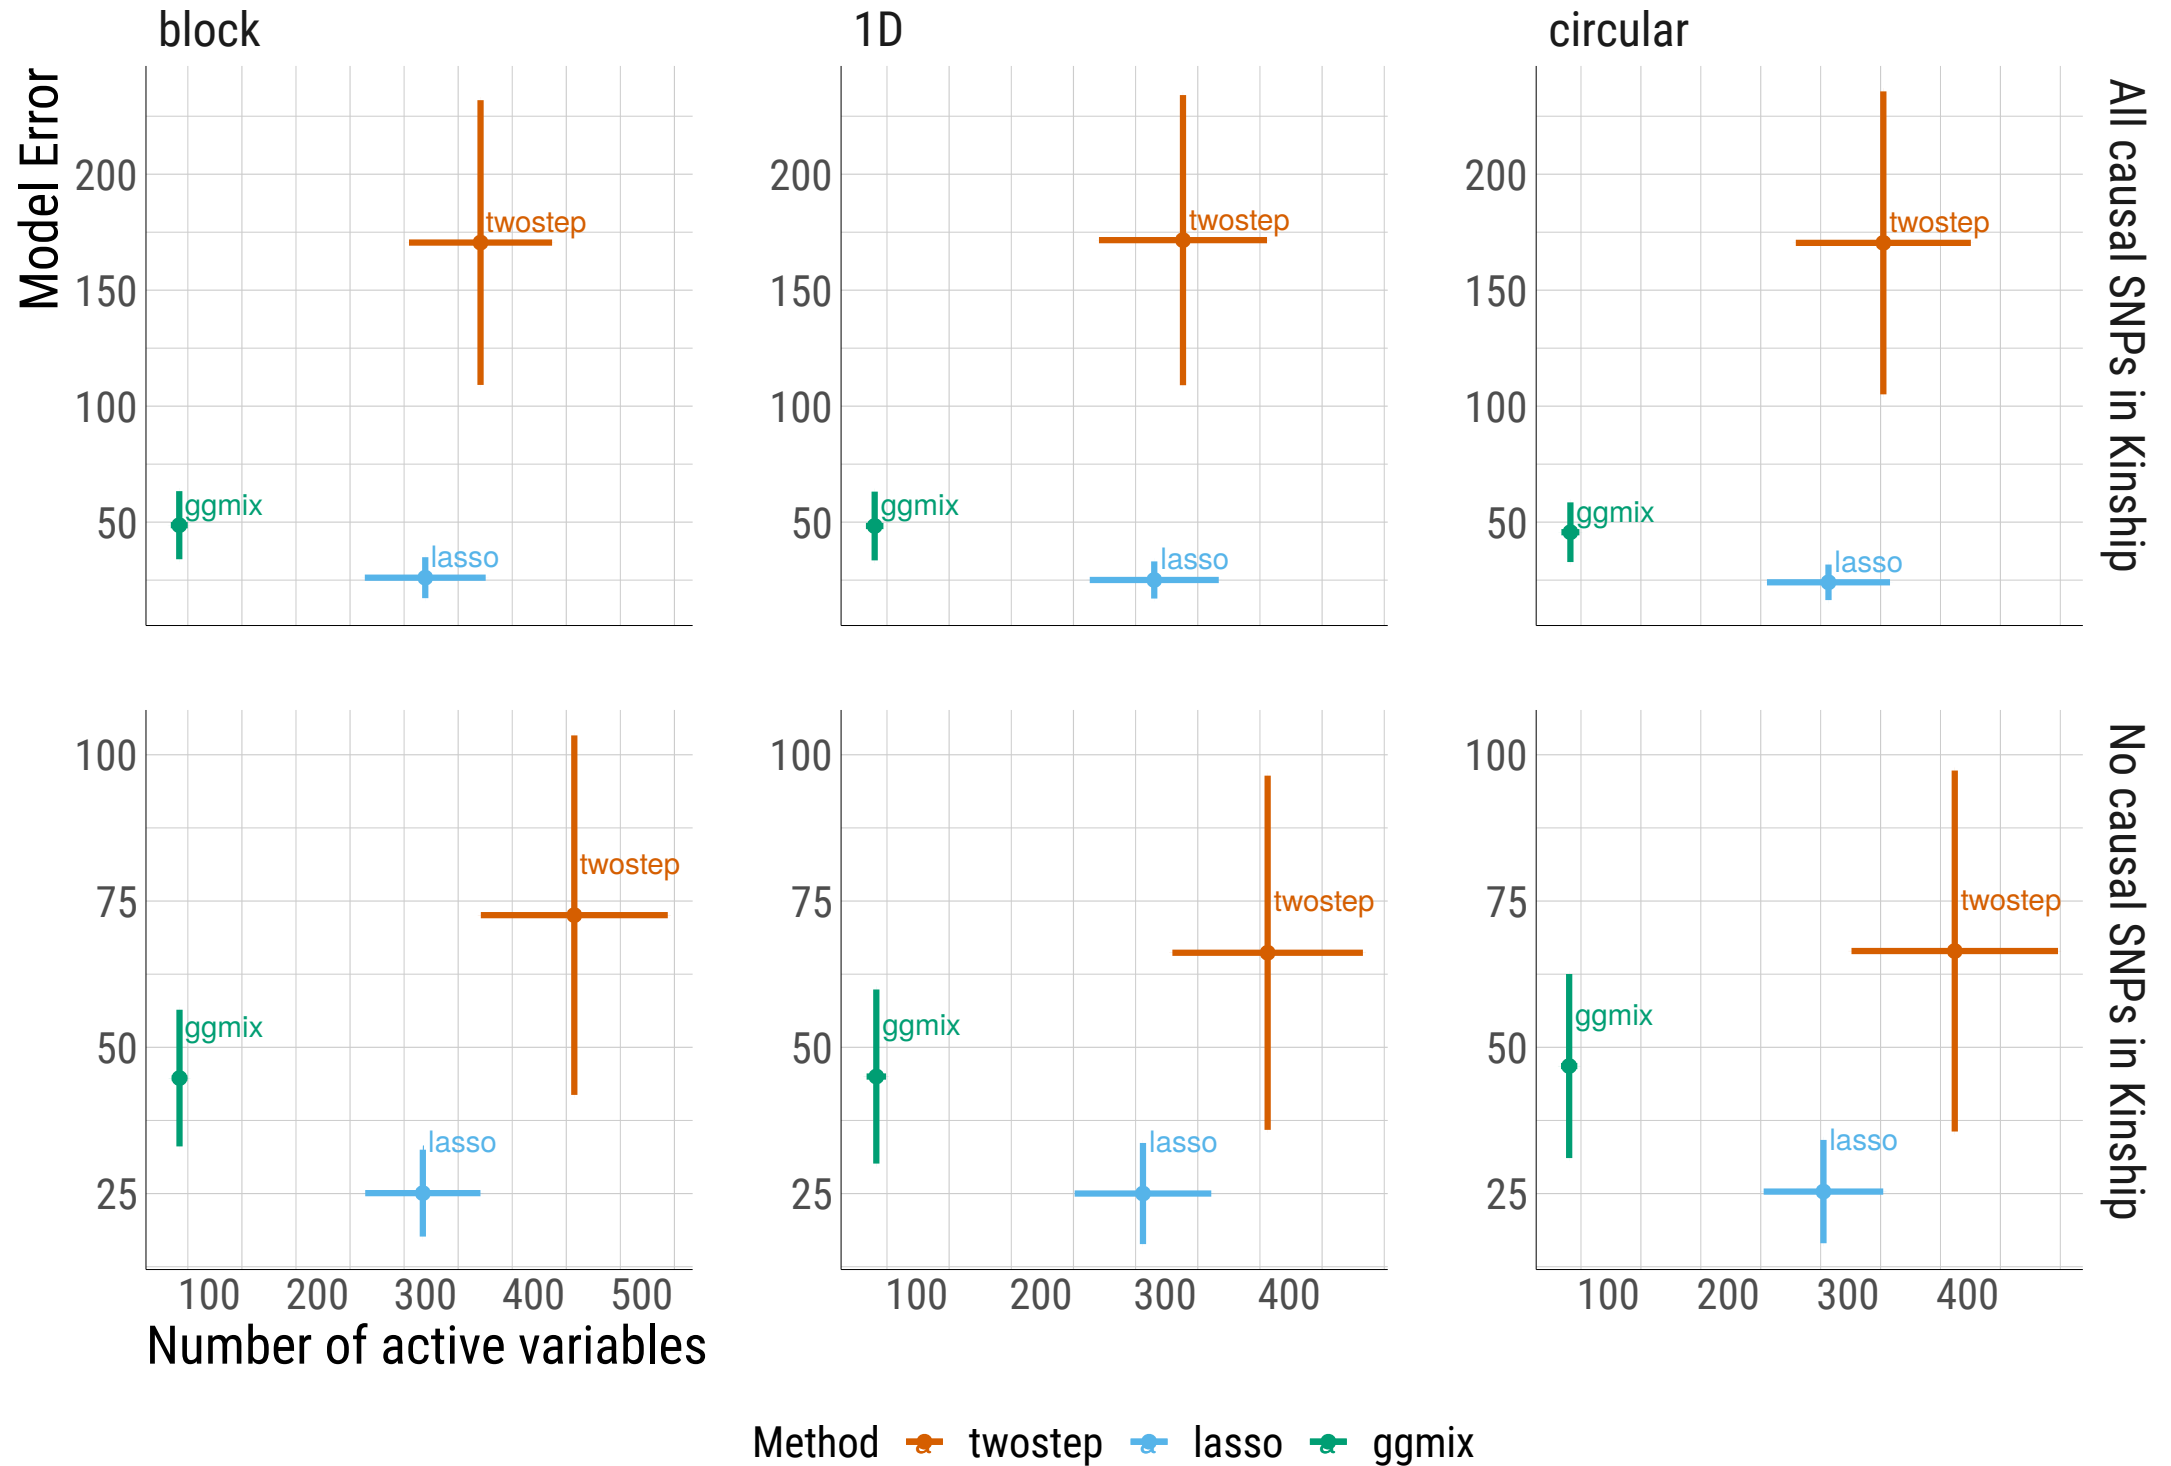 block
1D
circular
Model Error
200
150
100
50
twostep
ggmix
lasso
200
150
100
50
twostep
ggmix
lasso
200
150
100
50
twostep
ggmix
lasso
All causal SNPs in Kinship
100
75
50
25
twostep
ggmix
lasso
100
75
50
25
twostep
ggmix
lasso
100
75
50
25
twostep
ggmix
lasso
No causal SNPs in Kinship
100 200 300 400 500
100 200 300 400
100 200 300 400
Number of active variables
Method twostep lasso ggmix